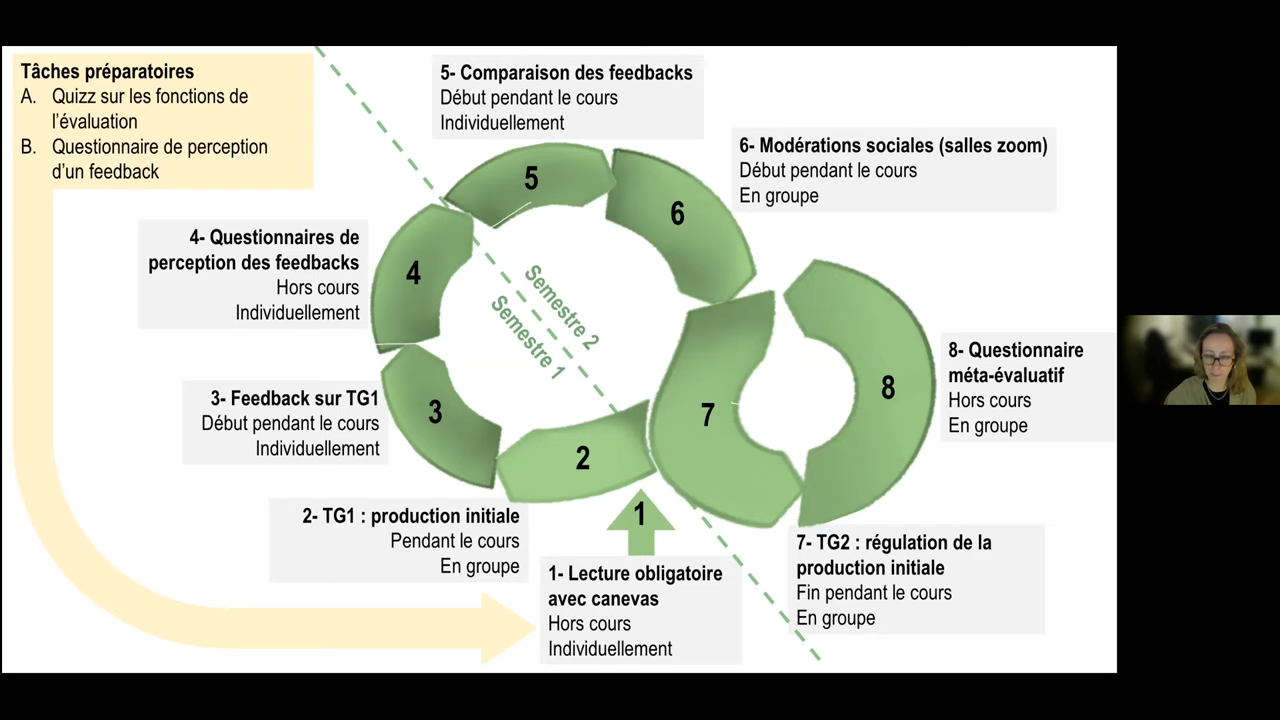 Tâches préparatoires
A. Quizz sur les fonctions de
l’évaluation
B. Questionnaire de perception
d’un feedback
5- Comparaison des feedbacks
Début pendant le cours
Individuellement
6- Modérations sociales (salles zoom)
Début pendant le cours
En groupe
4- Questionnaires de
perception des feedbacks
Hors cours
Individuellement
3- Feedback sur TG1
Début pendant le cours
Individuellement
2- TG1 : production initiale
Pendant le cours
En groupe
1- Lecture obligatoire
avec canevas
Hors cours
Individuellement
7- TG2 : régulation de la
production initiale
Fin pendant le cours
En groupe
8- Questionnaire
méta-évaluatif
Hors cours
En groupe
Semestre 2
Semestre 1
1
2
3
4
5
6
7
8